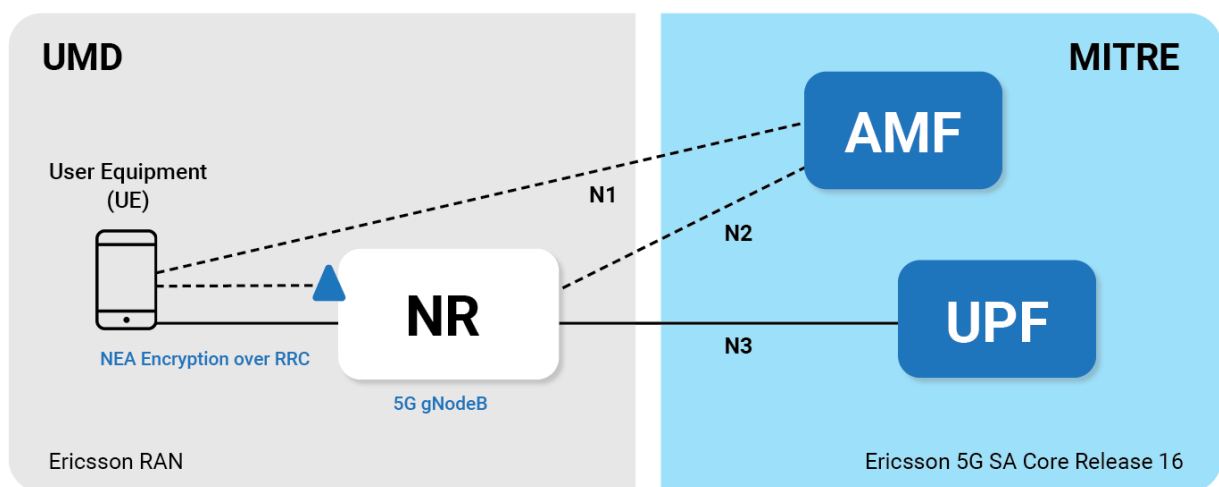 UMD
MITRE
AMF
User Equipment
(UE)
N1
N2
NR
UPF
N3
NEA Encryption over RRC
5G gNodeB
Ericsson RAN
Ericsson 5G SA Core Release 16